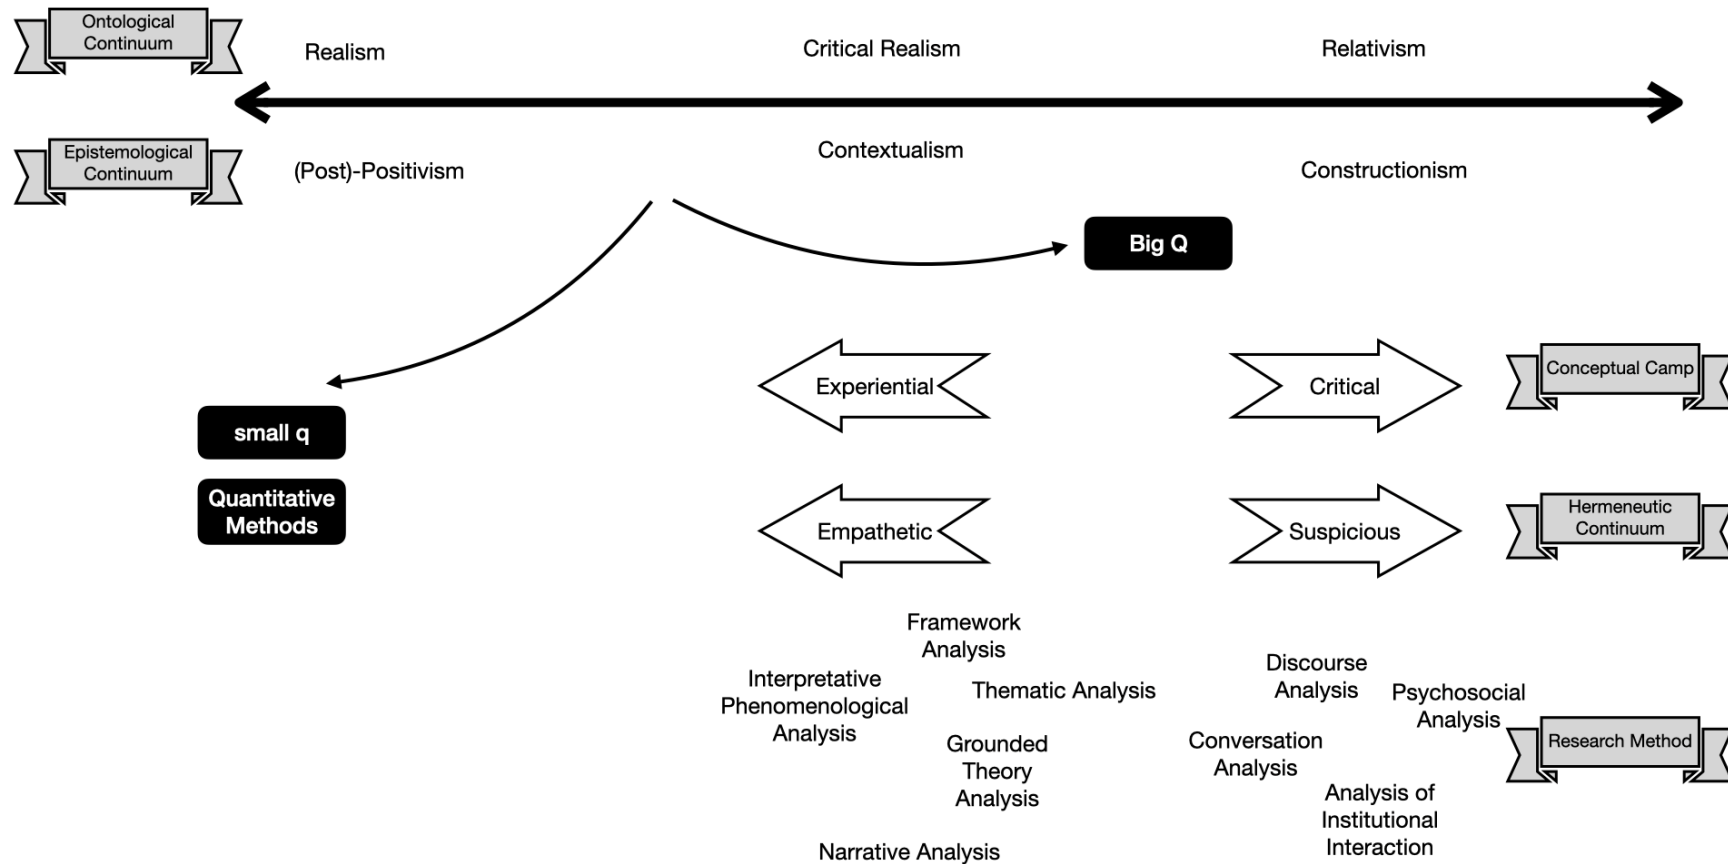 Ontological
Continuum
Realism
Critical Realism
Relativism
Epistemological
Continuum
(Post)-Positivism
Contextualism
Constructionism
Big Q
small q
Quantitative
Methods
Experiential
Critical
Conceptual Camp
Empathetic
Suspicious
Hermeneutic
Continuum
Framework
Analysis
Interpretative
Phenomenological
Analysis
Thematic Analysis
Grounded
Theory
Analysis
Narrative Analysis
Discourse
Analysis
Psychosocial
Analysis
Conversation
Analysis
Analysis of
Institutional
Interaction
Research Method